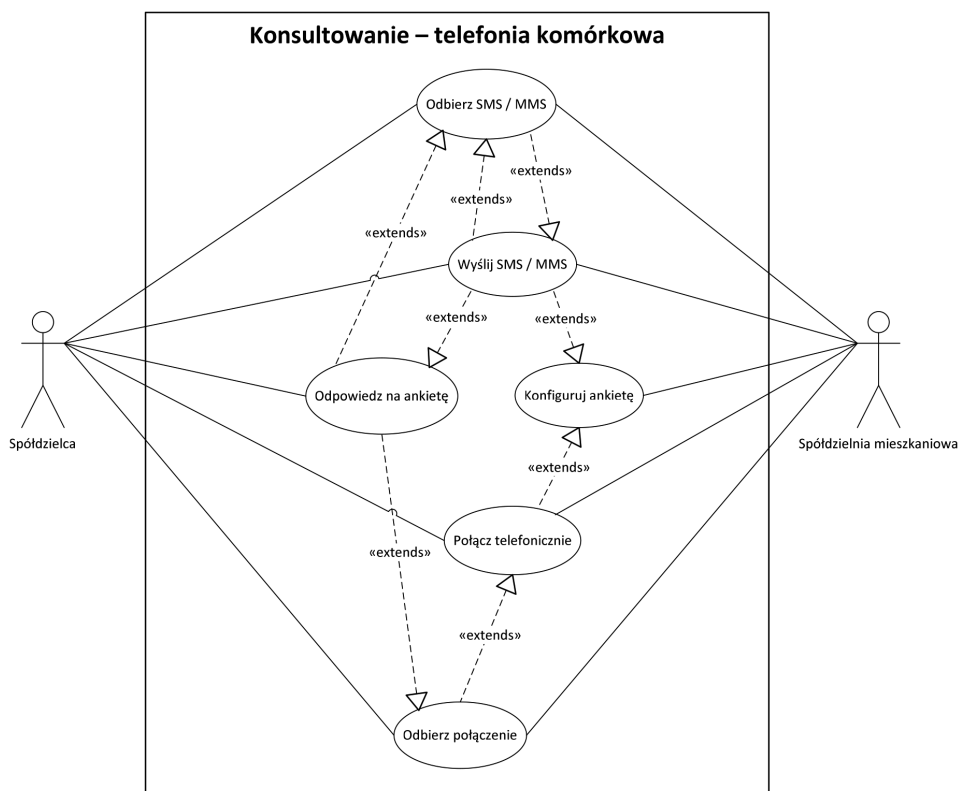 Konsultowanie – telefonia komórkowa
Odbierz SMS / MMS
«extends»
«extends»
«extends»
Wyślij SMS / MMS
«extends»
«extends»
Odpowiedz na ankietę
Konfiguruj ankietę
Spółdzielca
Spółdzielnia mieszkaniowa
«extends»
Połącz telefonicznie
«extends»
«extends»
Odbierz połączenie